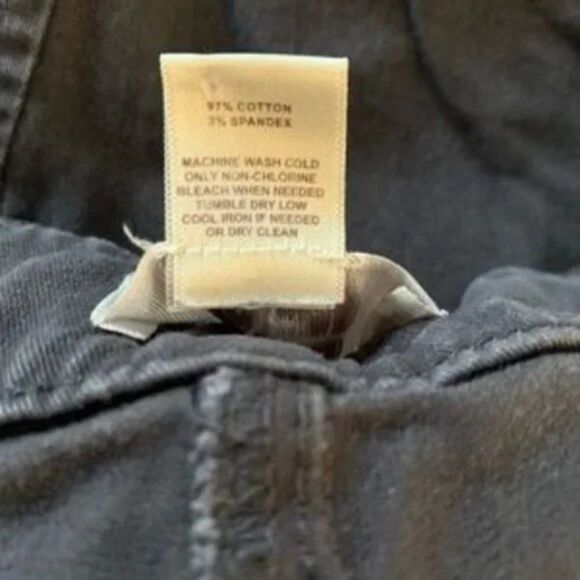 97% COTTON
3% SPANDEX
MACHINE WASH COLD
ONLY NON-CHLORINE
BLEACH WHEN NEEDED
TUMBLE DRY LOW
COOL IRON IF NEEDED
OR DRY CLEAN